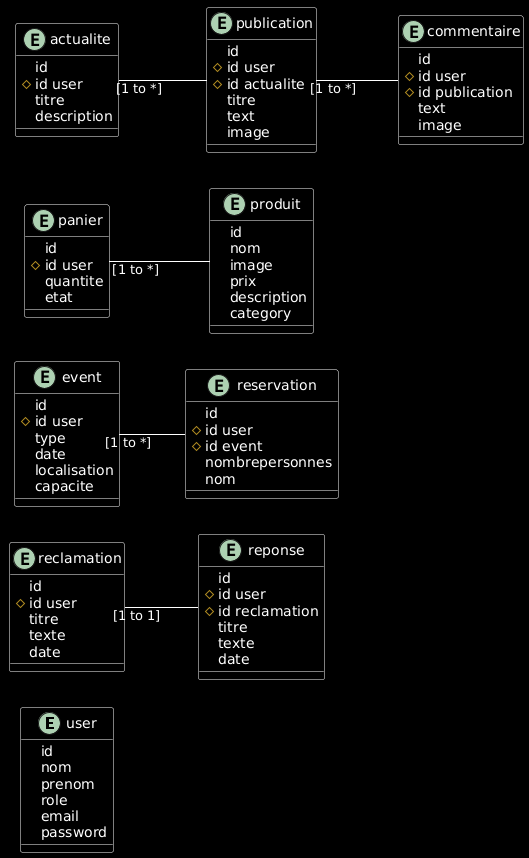 E actualite
id
id user
titre
description
[1 to *]
E publication
id
id user
id actualite
titre
text
image
[1 to *]
E commentaire
id
id user
id publication
text
image
E panier
id
id user
quantite
etat
[1 to *]
E produit
id
nom
image
prix
description
category
E event
id
id user
type
date
localisation
capacite
[1 to *]
E reservation
id
id user
id event
nombrepersonnes
nom
E reclamation
id
id user
titre
texte
date
[1 to 1]
E reponse
id
id user
id reclamation
titre
texte
date
E user
id
nom
prenom
role
email
password